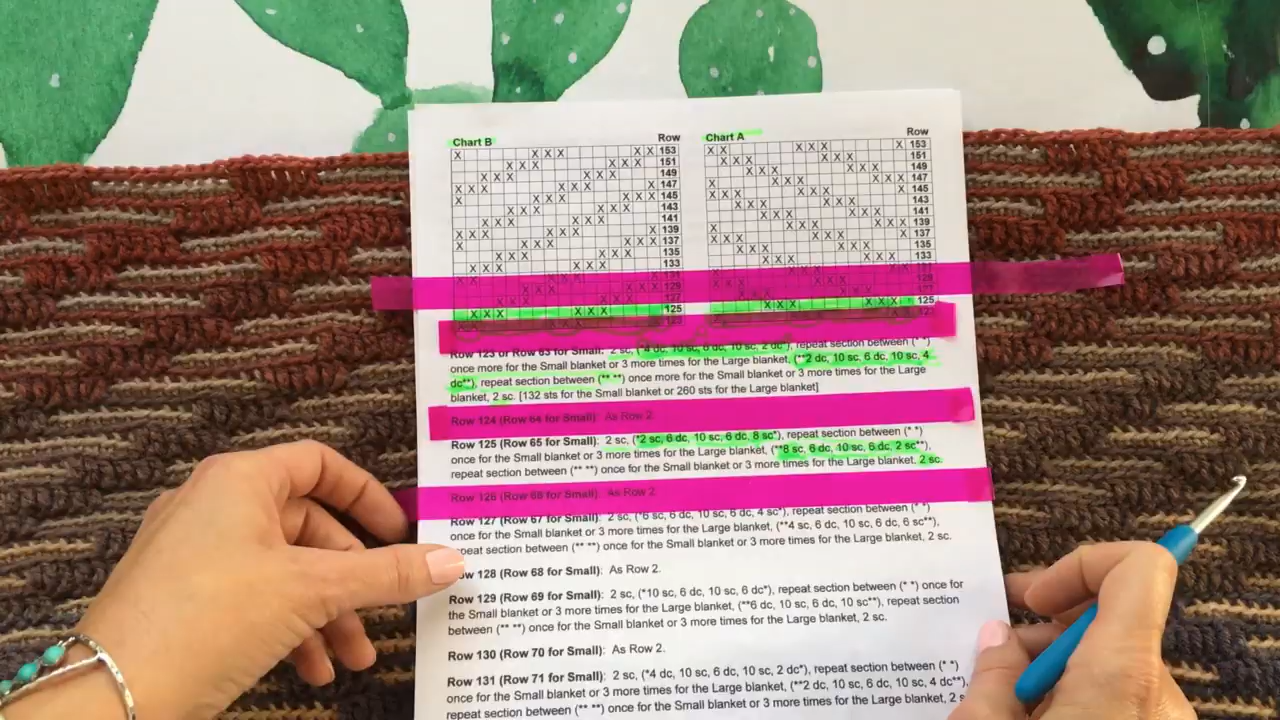 Chart B Row Chart A Row
153 153
151 151
149 149
147 147
145 145
143 143
141 141
139 139
137 137
135 135
133 133
131 131
129 129
127 127
125 125
123 123
Row 123 or Row 63 for Small: 2 sc, (*4 dc, 10 sc, 6 dc, 10 sc, 2 dc*), repeat section between (* *)
once more for the Small blanket or 3 more times for the Large blanket, (**2 dc, 10 sc, 6 dc, 10 sc, 4
dc**), repeat section between (** **) once more for the Small blanket or 3 more times for the Large
blanket, 2 sc. [132 sts for the Small blanket or 260 sts for the Large blanket]
Row 124 (Row 64 for Small): As Row 2.
Row 125 (Row 65 for Small): 2 sc, (*2 sc, 6 dc, 10 sc, 6 dc, 8 sc*), repeat section between (* *)
once for the Small blanket or 3 more times for the Large blanket, (**8 sc, 6 dc, 10 sc, 6 dc, 2 sc**),
repeat section between (** **) once for the Small blanket or 3 more times for the Large blanket, 2 sc.
Row 126 (Row 66 for Small): As Row 2.
Row 127 (Row 67 for Small): 2 sc, (*6 sc, 6 dc, 10 sc, 6 dc, 4 sc*), repeat section between (* *)
once for the Small blanket or 3 more times for the Large blanket, (**4 sc, 6 dc, 10 sc, 6 dc, 6 sc**),
peat section between (** **) once for the Small blanket or 3 more times for the Large blanket, 2 sc.
ow 128 (Row 68 for Small): As Row 2.
Row 129 (Row 69 for Small): 2 sc, (*10 sc, 6 dc, 10 sc, 6 dc*), repeat section between (* *) once for
the Small blanket or 3 more times for the Large blanket, (**6 dc, 10 sc, 6 dc, 10 sc**), repeat section
between (** **) once for the Small blanket or 3 more times for the Large blanket, 2 sc.
Row 130 (Row 70 for Small): As Row 2.
Row 131 (Row 71 for Small): 2 sc, (*4 dc, 10 sc, 6 dc, 10 sc, 2 dc*), repeat section between (* *)
once for the Small blanket or 3 more times for the Large blanket, (**2 dc, 10 sc, 6 dc, 10 sc, 4 dc**),
repeat section between (** **) once for the Small blanket or 3 more times for the Large blanket, 2 s